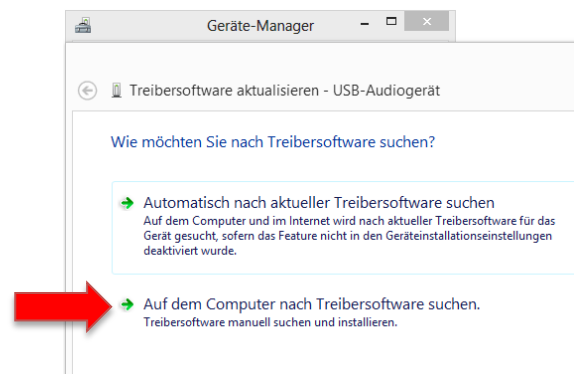 Geräte-Manager
Treibersoftware aktualisieren - USB-Audiogerät
Wie möchten Sie nach Treibersoftware suchen?
Automatisch nach aktueller Treibersoftware suchen
Auf dem Computer und im Internet wird nach aktueller Treibersoftware für das
Gerät gesucht, sofern das Feature nicht in den Geräteinstallationseinstellungen
deaktiviert wurde.
Auf dem Computer nach Treibersoftware suchen.
Treibersoftware manuell suchen und installieren.